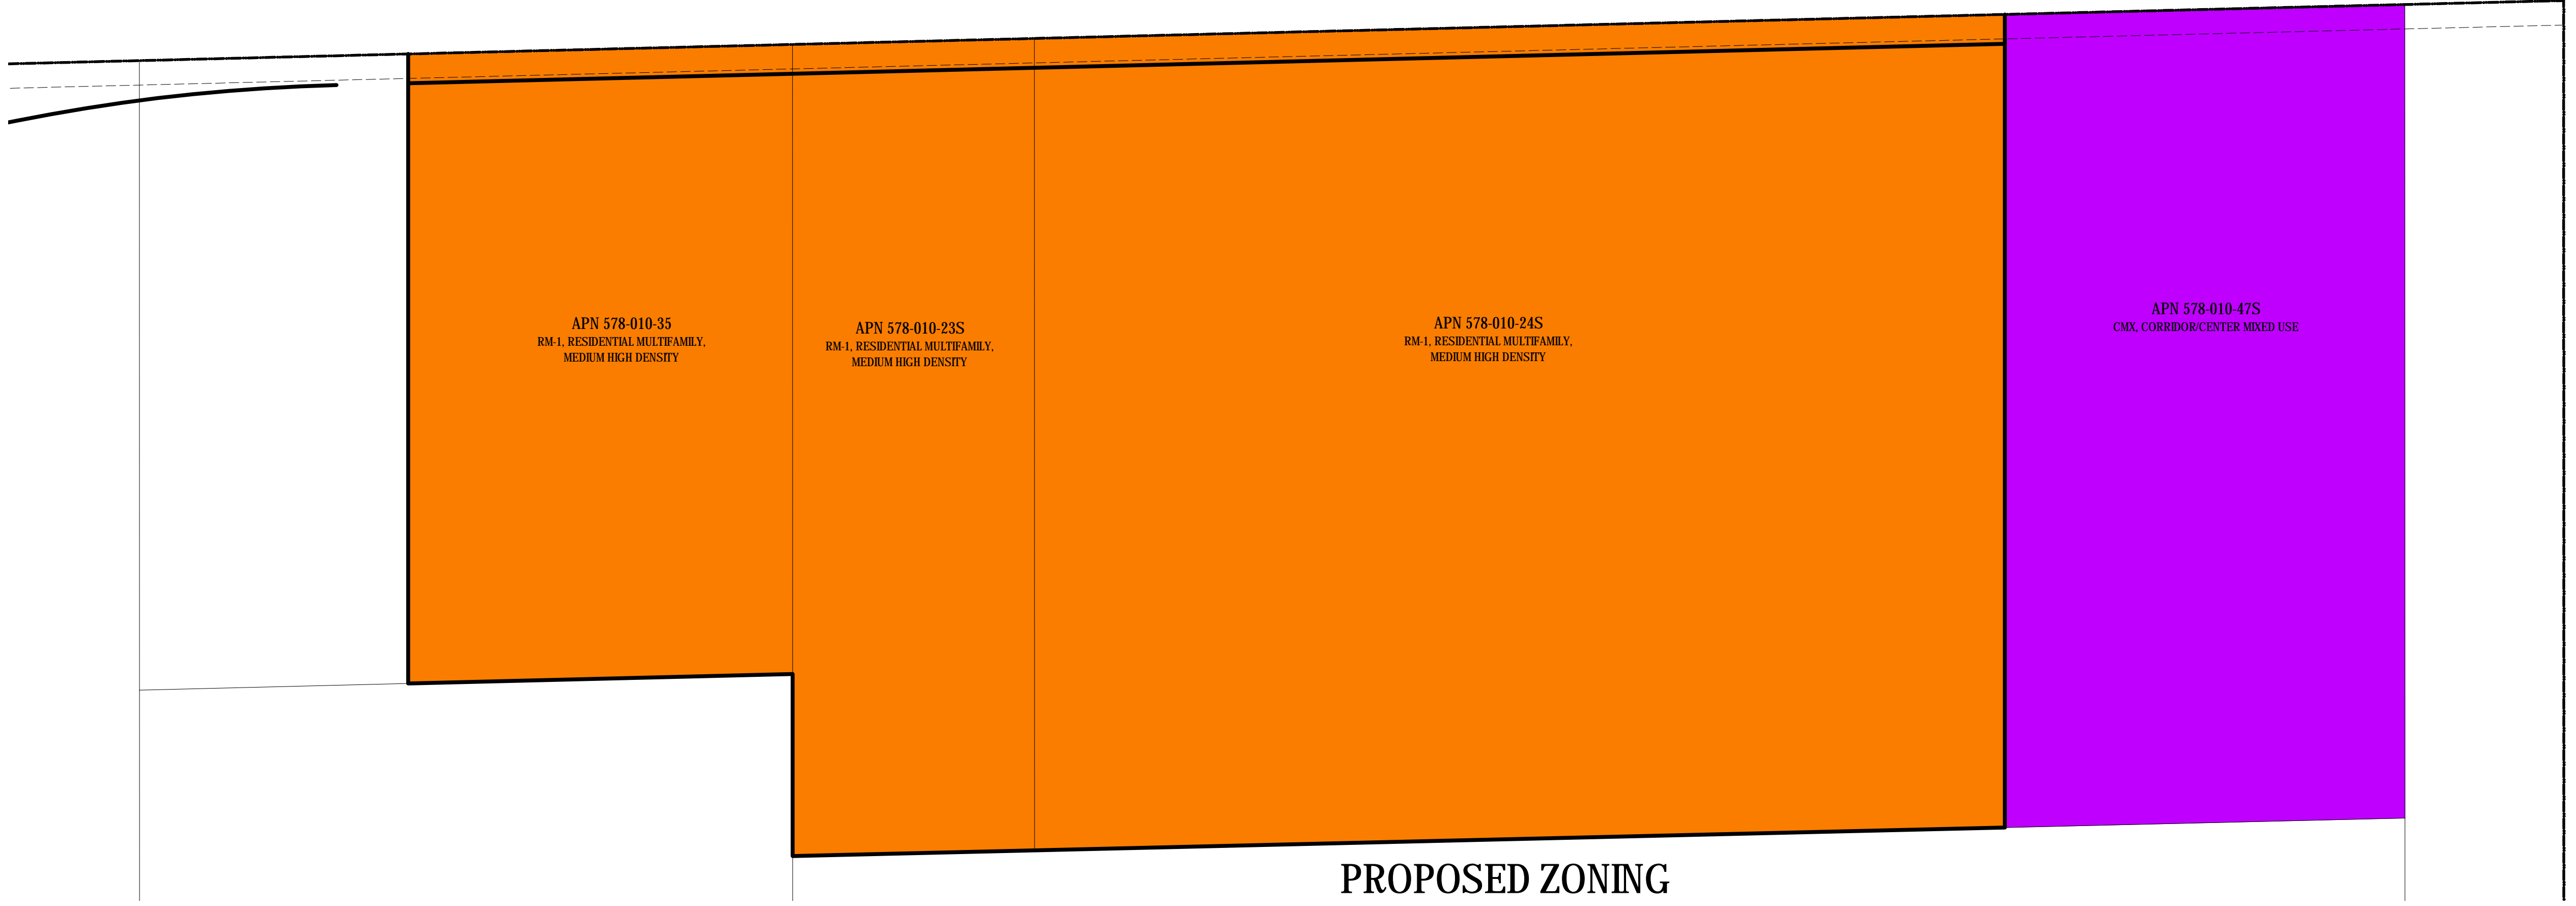 APN 578-010-35
RM-1, RESIDENTIAL MULTIFAMILY,
MEDIUM HIGH DENSITY
APN 578-010-23S
RM-1, RESIDENTIAL MULTIFAMILY,
MEDIUM HIGH DENSITY
APN 578-010-24S
RM-1, RESIDENTIAL MULTIFAMILY,
MEDIUM HIGH DENSITY
APN 578-010-47S
CMX, CORRIDOR/CENTER MIXED USE
PROPOSED ZONING